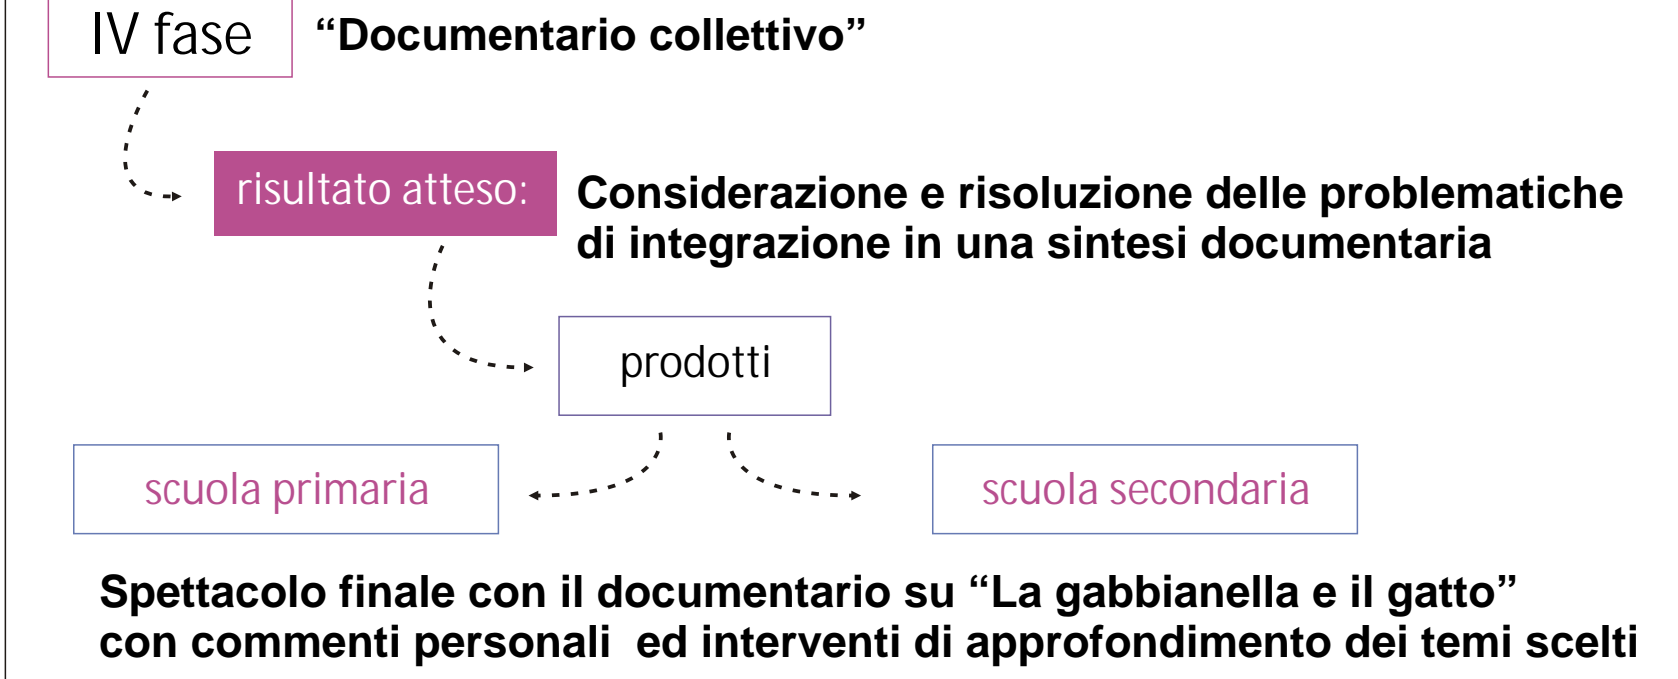 IV fase “Documentario collettivo”
risultato atteso: Considerazione e risoluzione delle problematiche
di integrazione in una sintesi documentaria
prodotti
scuola primaria scuola secondaria
Spettacolo finale con il documentario su “La gabbianella e il gatto”
con commenti personali ed interventi di approfondimento dei temi scelti